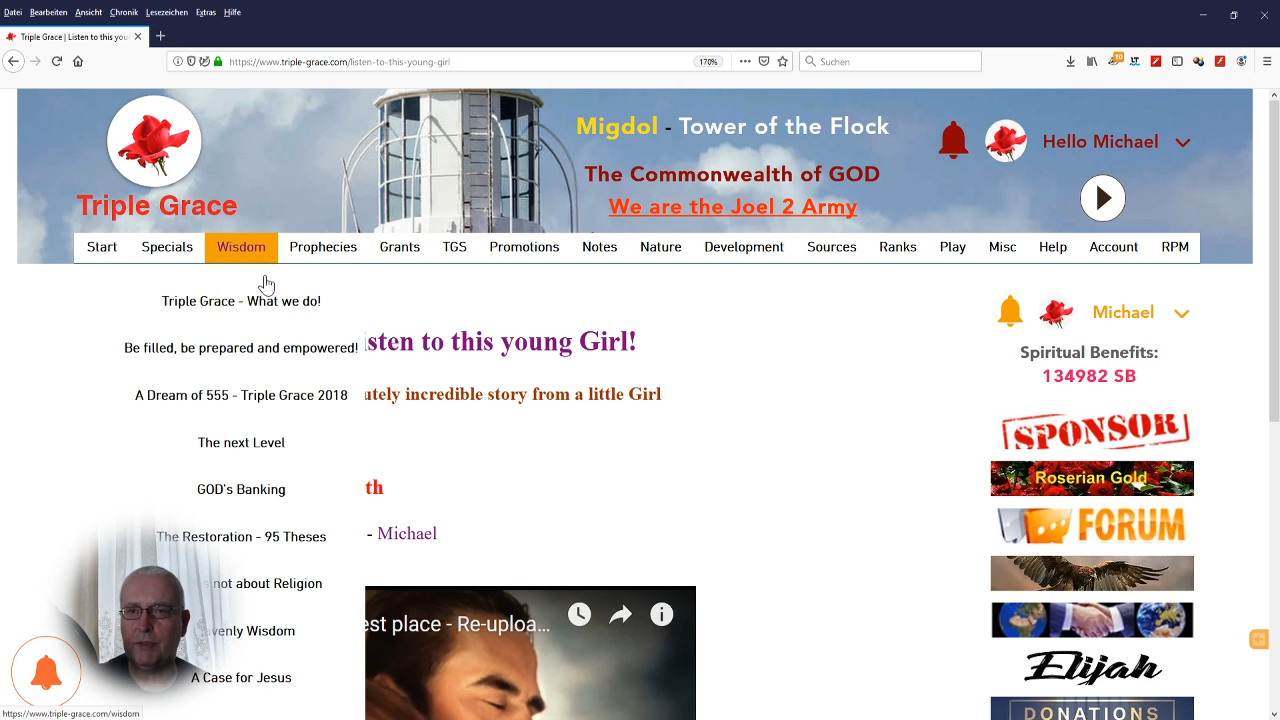 Datei Bearbeiten Ansicht Chronik Lesezeichen Extras Hilfe
Triple Grace | Listen to this you
https://www.triple-grace.com/listen-to-this-young-girl
170%
Suchen
Migdol - Tower of the Flock
The Commonwealth of GOD
We are the Joel 2 Army
Triple Grace
Hello Michael
Start Specials Wisdom Prophecies Grants TGS Promotions Notes Nature Development Sources Ranks Play Misc Help Account RPM
Triple Grace - What we do!
Be filled, be prepared and empowered!
A Dream of 555 - Triple Grace 2018
The next Level
GOD's Banking
The Restoration - 95 Theses
not about Religion
venly Wisdom
A Case for Jesus
isten to this young Girl!
utely incredible story from a little Girl
th
- Michael
est place - Re-uploa...
Michael
Spiritual Benefits:
134982 SB
SPONSOR
Roserian Gold
FORUM
Elijah
DONATIONS
https://www.triple-grace.com/wisdom